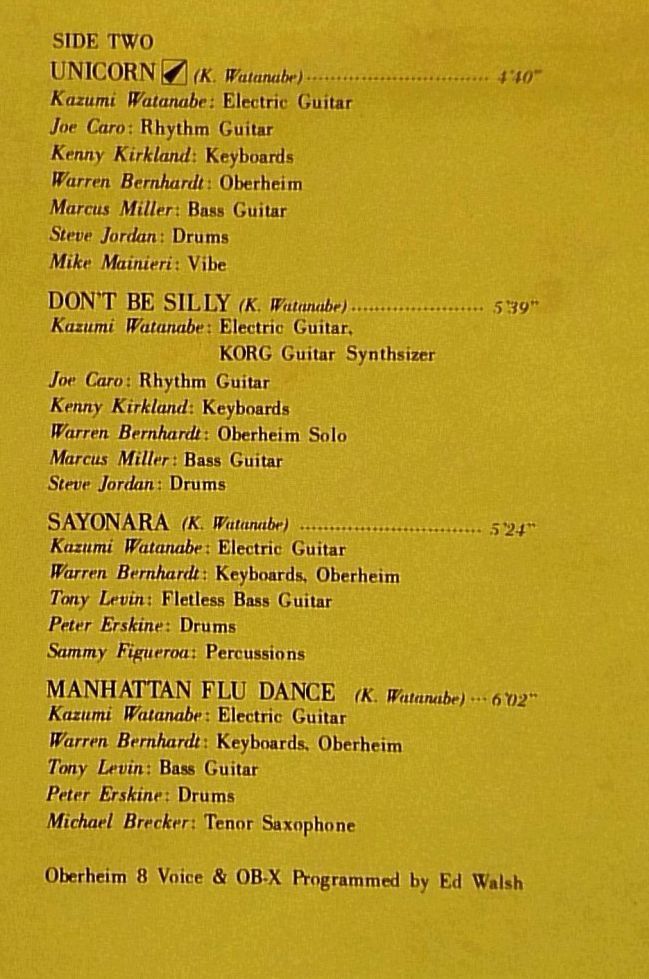 SIDE TWO
UNICORN (K. Watanabe) ······························ 4'40"
Kazumi Watanabe: Electric Guitar
Joe Caro: Rhythm Guitar
Kenny Kirkland: Keyboards
Warren Bernhardt: Oberheim
Marcus Miller: Bass Guitar
Steve Jordan: Drums
Mike Mainieri: Vibe
DON'T BE SILLY (K. Watanabe) ······················ 5'39"
Kazumi Watanabe: Electric Guitar,
KORG Guitar Synthsizer
Joe Caro: Rhythm Guitar
Kenny Kirkland: Keyboards
Warren Bernhardt: Oberheim Solo
Marcus Miller: Bass Guitar
Steve Jordan: Drums
SAYONARA (K. Watanabe) ······························ 5'24"
Kazumi Watanabe: Electric Guitar
Warren Bernhardt: Keyboards, Oberheim
Tony Levin: Fletless Bass Guitar
Peter Erskine: Drums
Sammy Figueroa: Percussions
MANHATTAN FLU DANCE (K. Watanabe) ··· 6'02"
Kazumi Watanabe: Electric Guitar
Warren Bernhardt: Keyboards, Oberheim
Tony Levin: Bass Guitar
Peter Erskine: Drums
Michael Brecker: Tenor Saxophone
Oberheim 8 Voice & OB-X Programmed by Ed Walsh